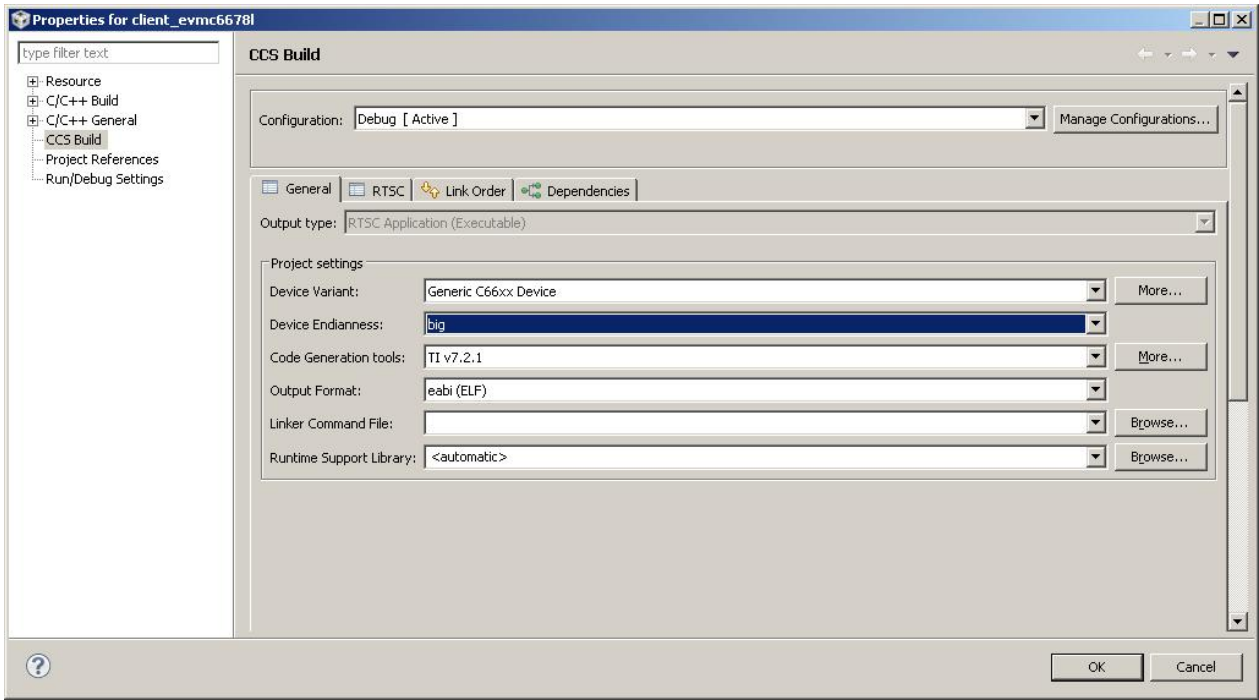 Properties for client_evmc6678l
type filter text
Resource
C/C++ Build
C/C++ General
CCS Build
Project References
Run/Debug Settings
CCS Build
Configuration: Debug [ Active ] Manage Configurations...
General RTSC Link Order Dependencies
Output type: RTSC Application (Executable)
Project settings
Device Variant: Generic C66xx Device More...
Device Endianness: big
Code Generation tools: TI v7.2.1 More...
Output Format: eabi (ELF)
Linker Command File: Browse...
Runtime Support Library: <automatic> Browse...
? OK Cancel